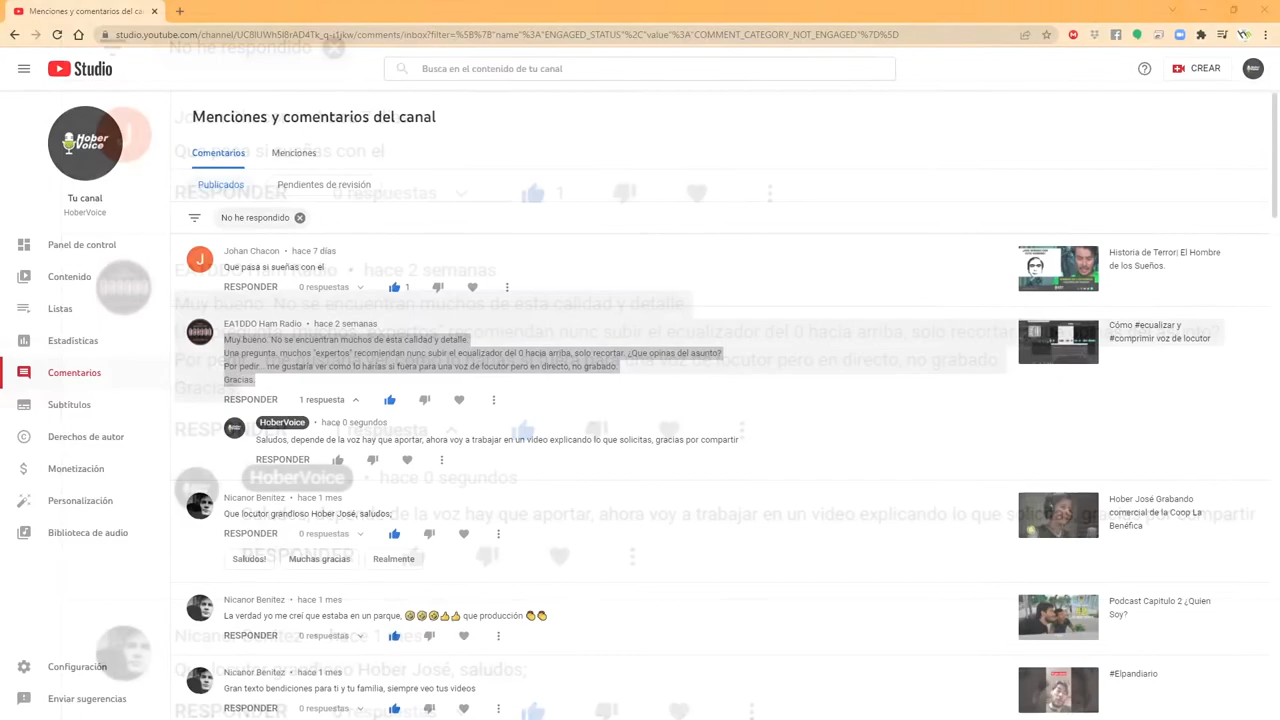 Menciones y comentarios del cana
studio.youtube.com/channel/UC8lUWh5l8rAD4Tk_q-i1jkw/comments/inbox?filter=%5B%7B"name"%3A"ENGAGED_STATUS"%2C"value"%3A"COMMENT_CATEGORY_NOT_ENGAGED"%7D%5D
Studio
Busca en el contenido de tu canal
CREAR
Hober Voice
Tu canal
HoberVoice
Panel de control
Contenido
Listas
Estadísticas
Comentarios
Subtítulos
Derechos de autor
Monetización
Personalización
Biblioteca de audio
Configuración
Enviar sugerencias
Menciones y comentarios del canal
Comentarios Menciones
Publicados Pendientes de revisión
No he respondido
Johan Chacon • hace 7 días
Que pasa si sueñas con el
RESPONDER 0 respuestas 1
Historia de Terror| El Hombre
de los Sueños.
EA1DDO Ham Radio • hace 2 semanas
Muy bueno. No se encuentran muchos de esta calidad y detalle.
Una pregunta. muchos "expertos" recomiendan nunc subir el ecualizador del 0 hacia arriba, solo recortar. ¿Que opinas del asunto?
Por pedir... me gustaría ver como lo harías si fuera para una voz de locutor pero en directo, no grabado.
Gracias.
RESPONDER 1 respuesta
Cómo #ecualizar y
#comprimir voz de locutor
HoberVoice • hace 0 segundos
Saludos, depende de la voz hay que aportar, ahora voy a trabajar en un video explicando lo que solicitas, gracias por compartir
RESPONDER
Nicanor Benitez • hace 1 mes
Que locutor grandioso Hober José, saludos;
RESPONDER 0 respuestas
Saludos! Muchas gracias Realmente
Hober José Grabando
comercial de la Coop La
Benéfica
Nicanor Benitez • hace 1 mes
La verdad yo me creí que estaba en un parque, 🤣🤣🤣👍👍 que producción 👏👏
RESPONDER 0 respuestas
Podcast Capitulo 2 ¿Quien
Soy?
Nicanor Benitez • hace 1 mes
Gran texto bendiciones para ti y tu familia, siempre veo tus videos
RESPONDER 0 respuestas
#Elpandiario